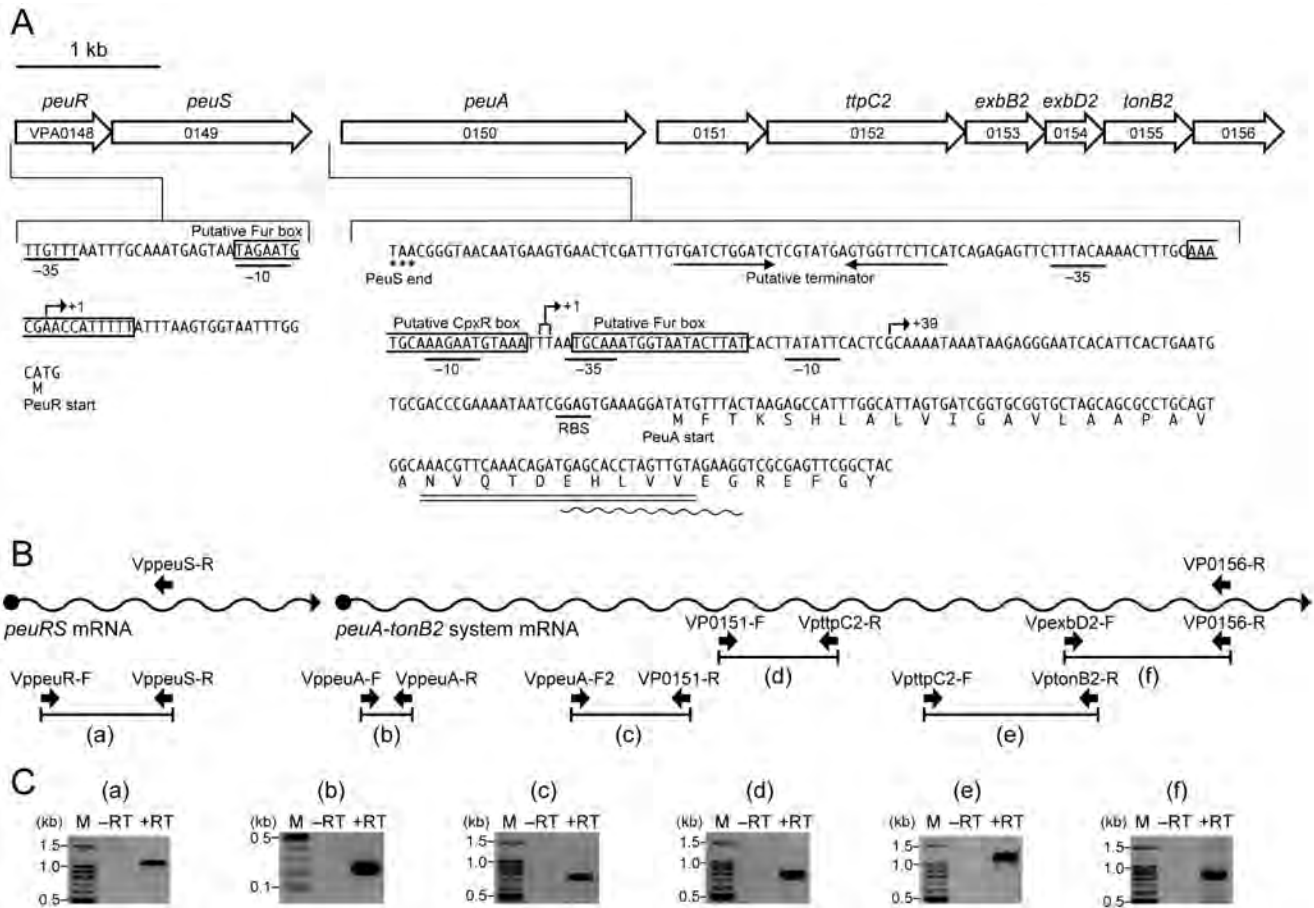 A
1 kb
peuR peuS peuA ttpC2 exbB2 exbD2 tonB2
VPA0148 0149 0150 0151 0152 0153 0154 0155 0156
Putative Fur box
TTGTTTAATTTGCAAATGAGTAATAGAATG
–35 –10
+1
CGAACCATTTTTATTTAAGTGGTAATTTGG
CATG
M
PeuR start
TAACGGGTAACAATGAAGTGAACTCGATTTGTGATCTGGATCTCGTATGAGTGGTTCTTCATCAGAGAGTTCTTTACAAAACTTTGCAAA
***
PeuS end
Putative terminator
–35
Putative CpxR box +1 Putative Fur box +39
TGCAAAGAATGTAAATTTAATGCAAATGGTAATACTTATCACTTATATTCACTCGCAAAATAAATAAGAGGGAATCACATTCACTGAATG
–10 –35 –10
TGCGACCCGAAAATAATCGGAGTGAAAGGATATGTTTACTAAGAGCCATTTGGCATTAGTGATCGGTGCGGTGCTAGCAGCGCCTGCAGT
RBS
M F T K S H L A L V I G A V L A A P A V
PeuA start
GGCAAACGTTCAAACAGATGAGCACCTAGTTGTAGAAGGTCGCGAGTTCGGCTAC
A N V Q T D E H L V V E G R E F G Y
B
VppeuS-R VP0156-R
peuRS mRNA peuA-tonB2 system mRNA
VP0151-F VpttpC2-R VpexbD2-F VP0156-R
(d) (f)
VppeuR-F VppeuS-R VppeuA-F VppeuA-R VppeuA-F2 VP0151-R VpttpC2-F VptonB2-R
(a) (b) (c) (e)
C
(a) (b) (c) (d) (e) (f)
(kb) M –RT +RT (kb) M –RT +RT (kb) M –RT +RT (kb) M –RT +RT (kb) M –RT +RT (kb) M –RT +RT
1.5 0.5 1.5 1.5 1.5 1.5
1.0 0.1 1.0 1.0 1.0 1.0
0.5 0.5 0.5 0.5 0.5